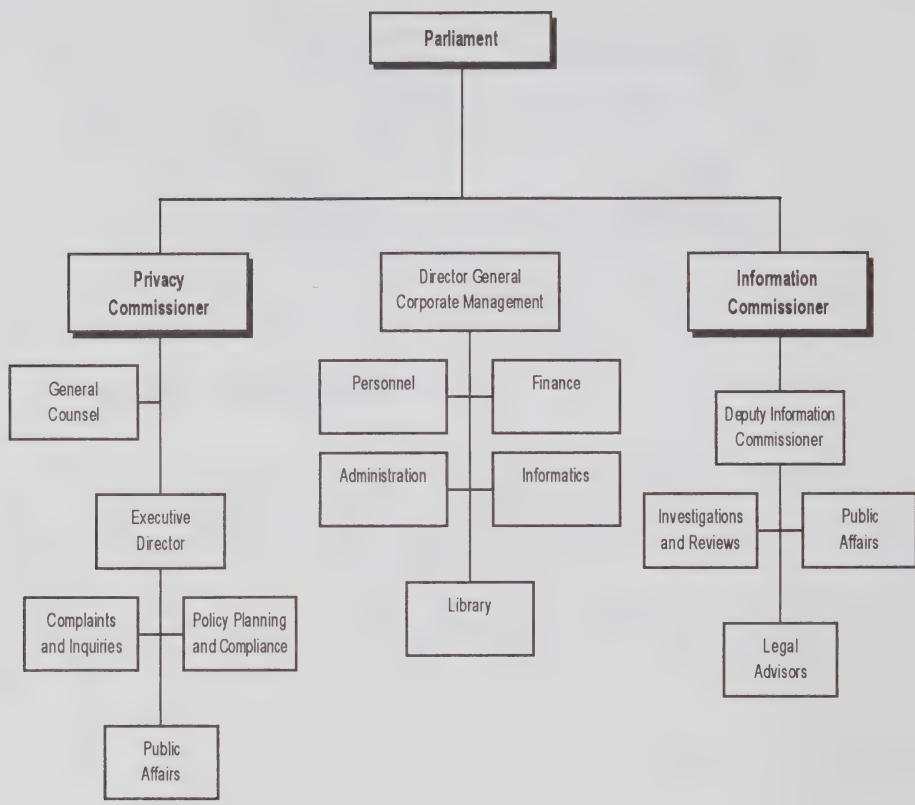 Parliament
Privacy
Commissioner
Director General
Corporate Management
Information
Commissioner
General
Counsel
Personnel
Finance
Deputy Information
Commissioner
Administration
Informatics
Executive
Director
Investigations
and Reviews
Public
Affairs
Library
Complaints
and Inquiries
Policy Planning
and Compliance
Legal
Advisors
Public
Affairs